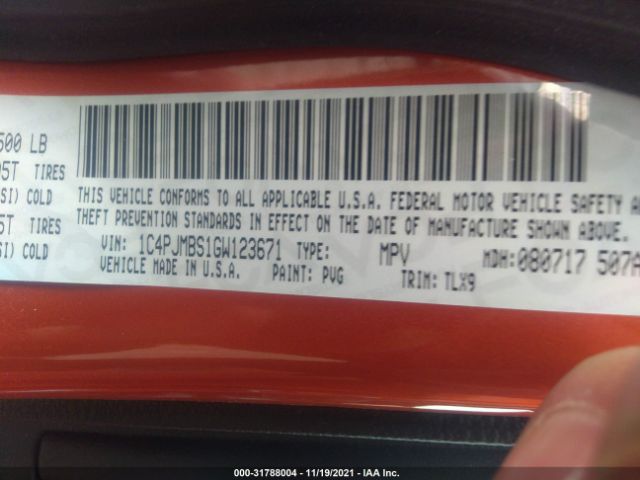 500 LB
95T TIRES
SI) COLD
5T TIRES
SI) COLD
THIS VEHICLE CONFORMS TO ALL APPLICABLE U.S.A. FEDERAL MOTOR VEHICLE SAFETY AN
THEFT PREVENTION STANDARDS IN EFFECT ON THE DATE OF MANUFACTURE SHOWN ABOVE.
VIN: 1C4PJMBS1GW123671 TYPE: MPV MDH:080717 507A
VEHICLE MADE IN U.S.A. PAINT: PVG TRIM: TLX9
000-31788004 - 11/19/2021 - IAA Inc.